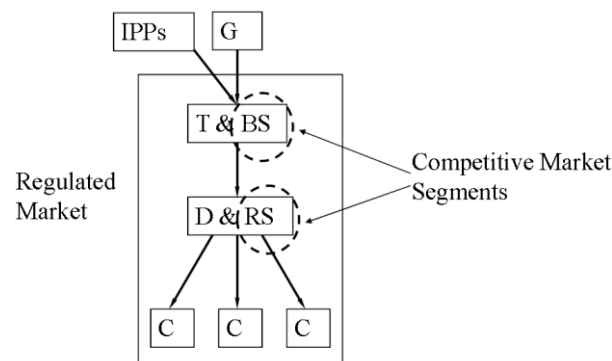 IPPs
G
T & BS
Competitive Market
Segments
Regulated
Market
D & RS
C
C
C